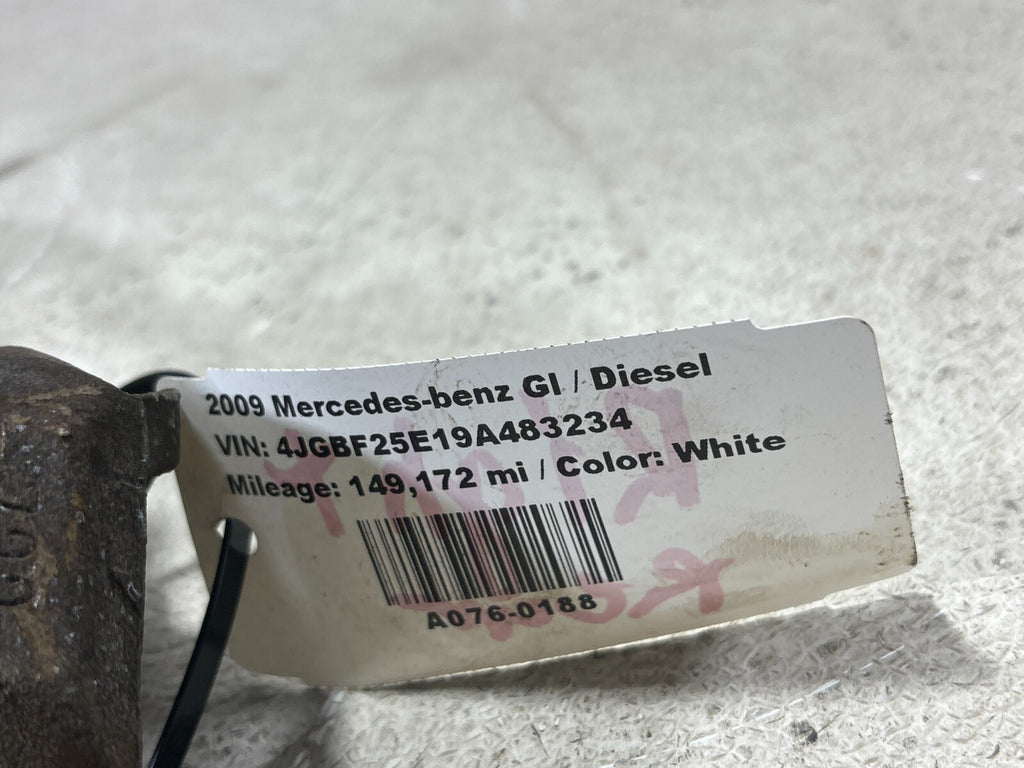 2009 Mercedes-benz Gl / Diesel
VIN: 4JGBF25E19A483234
Mileage: 149,172 mi / Color: White
A076-0188